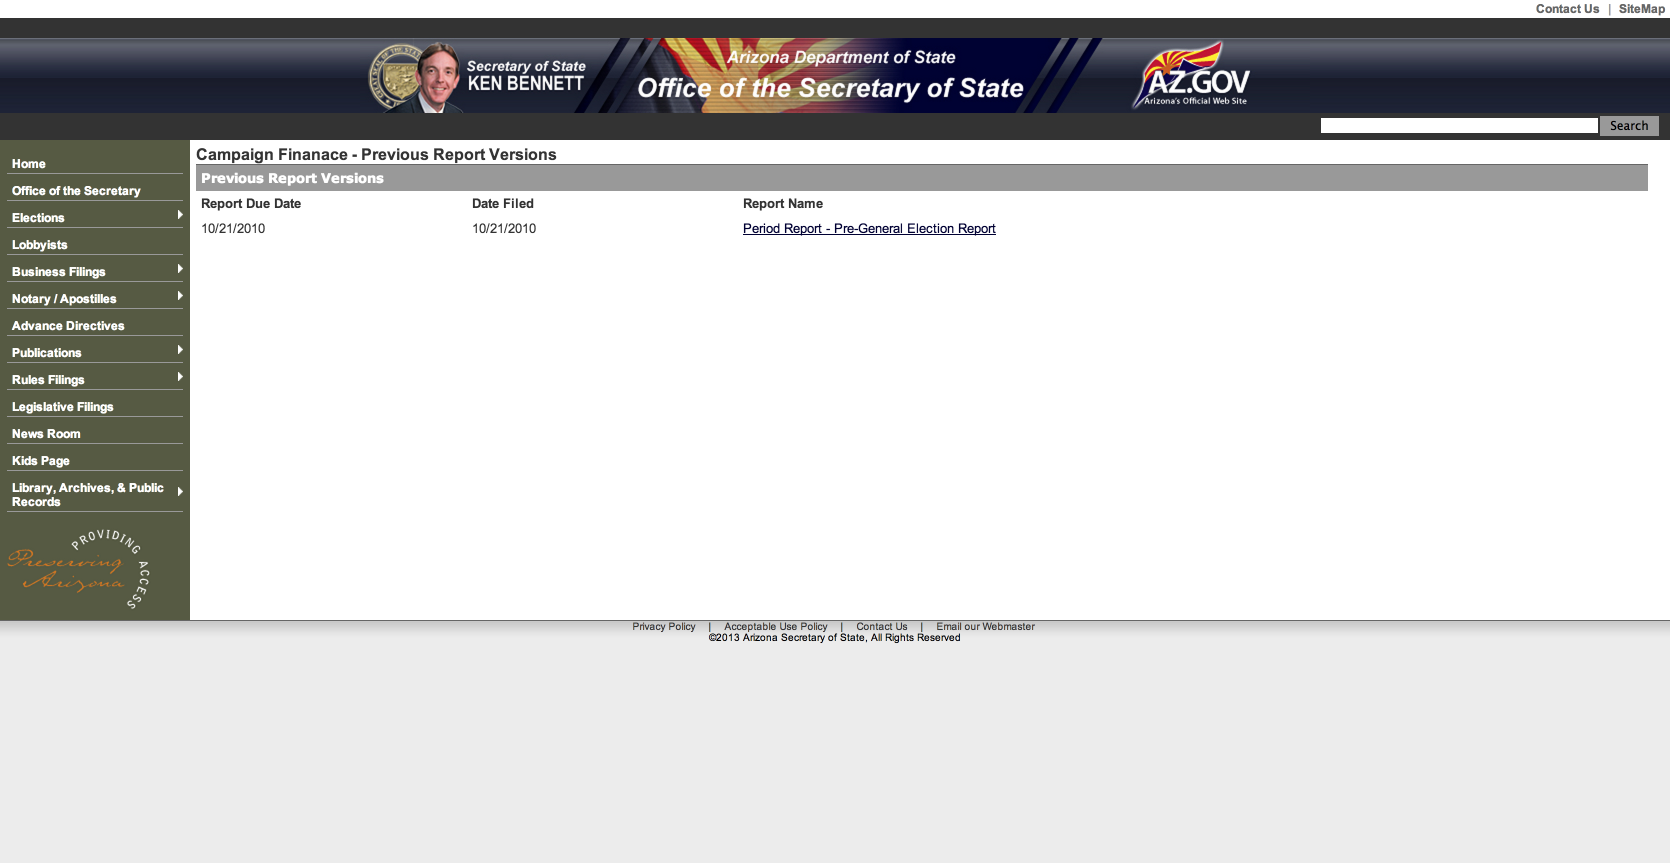 Contact Us | SiteMap
Secretary of State
KEN BENNETT
Arizona Department of State
Office of the Secretary of State
AZ.GOV
Arizona's Official Web Site
Search
Home
Office of the Secretary
Elections
Lobbyists
Business Filings
Notary / Apostilles
Advance Directives
Publications
Rules Filings
Legislative Filings
News Room
Kids Page
Library, Archives, & Public
Records
PROVIDING ACCESS
Preserving
Arizona
Campaign Finanace - Previous Report Versions
Previous Report Versions
Report Due Date Date Filed Report Name
10/21/2010 10/21/2010 Period Report - Pre-General Election Report
Privacy Policy | Acceptable Use Policy | Contact Us | Email our Webmaster
©2013 Arizona Secretary of State, All Rights Reserved